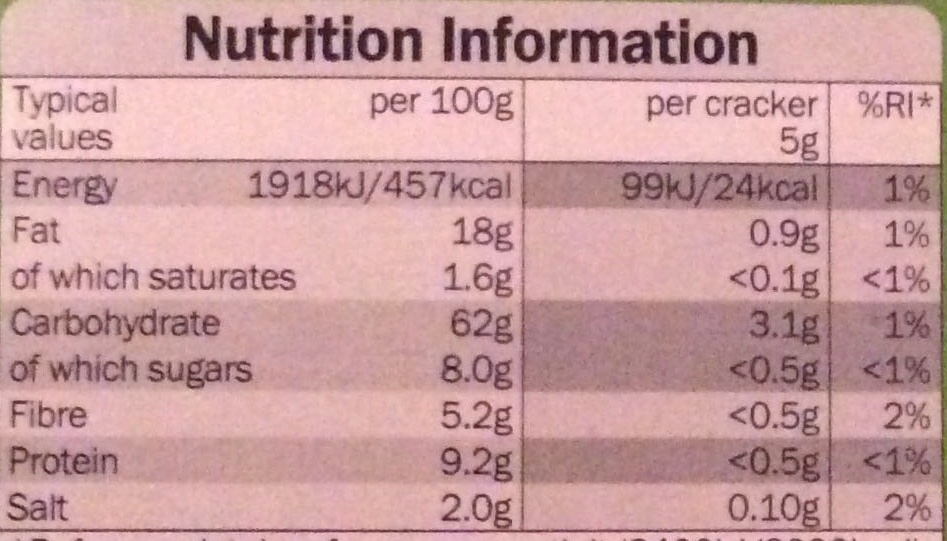 Nutrition Information
Typical values per 100g per cracker 5g %RI*
Energy 1918kJ/457kcal 99kJ/24kcal 1%
Fat 18g 0.9g 1%
of which saturates 1.6g <0.1g <1%
Carbohydrate 62g 3.1g 1%
of which sugars 8.0g <0.5g <1%
Fibre 5.2g <0.5g 2%
Protein 9.2g <0.5g <1%
Salt 2.0g 0.10g 2%